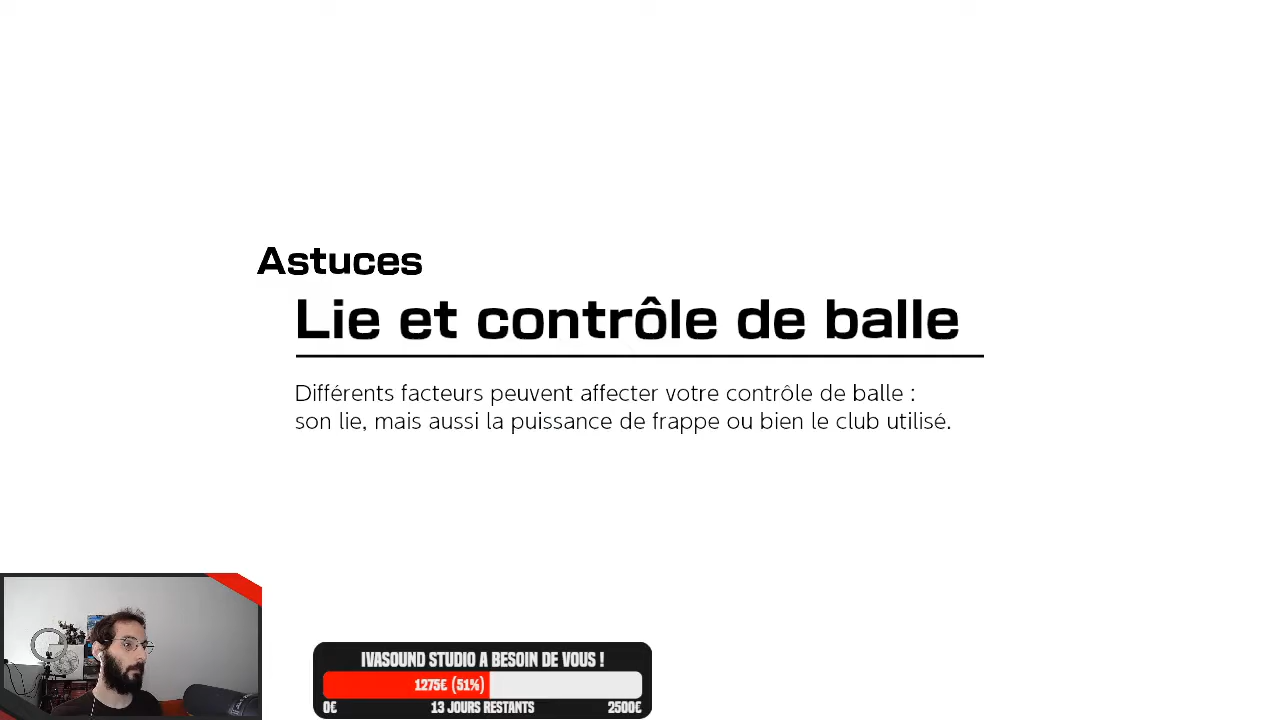 Astuces
Lie et contrôle de balle
Différents facteurs peuvent affecter votre contrôle de balle :
son lie, mais aussi la puissance de frappe ou bien le club utilisé.
IVASOUND STUDIO A BESOIN DE VOUS !
1275€ (51%)
0€ 13 JOURS RESTANTS 2500€